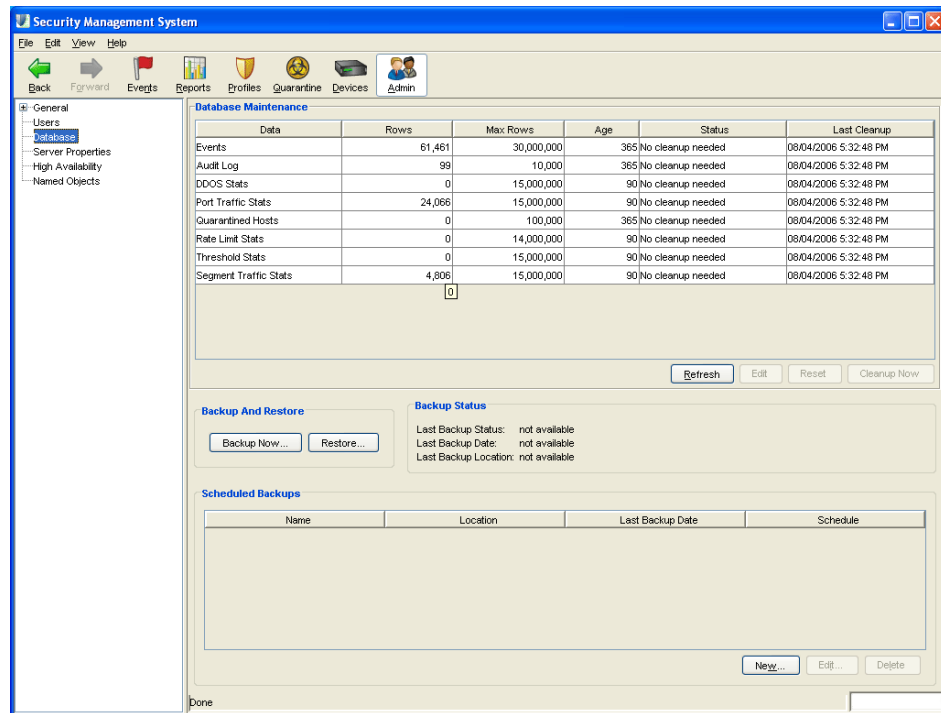 Security Management System
File Edit View Help
Back Forward Events Reports Profiles Quarantine Devices Admin
General
Users
Database
Server Properties
High Availability
Named Objects
Database Maintenance
Data Rows Max Rows Age Status Last Cleanup
Events 61,461 30,000,000 365 No cleanup needed 08/04/2006 5:32:48 PM
Audit Log 99 10,000 365 No cleanup needed 08/04/2006 5:32:48 PM
DDOS Stats 0 15,000,000 90 No cleanup needed 08/04/2006 5:32:48 PM
Port Traffic Stats 24,066 15,000,000 90 No cleanup needed 08/04/2006 5:32:48 PM
Quarantined Hosts 0 100,000 365 No cleanup needed 08/04/2006 5:32:48 PM
Rate Limit Stats 0 14,000,000 90 No cleanup needed 08/04/2006 5:32:48 PM
Threshold Stats 0 15,000,000 90 No cleanup needed 08/04/2006 5:32:48 PM
Segment Traffic Stats 4,806 15,000,000 90 No cleanup needed 08/04/2006 5:32:48 PM
0
Refresh Edit Reset Cleanup Now
Backup And Restore
Backup Now... Restore...
Backup Status
Last Backup Status: not available
Last Backup Date: not available
Last Backup Location: not available
Scheduled Backups
Name Location Last Backup Date Schedule
New... Edit... Delete
Done